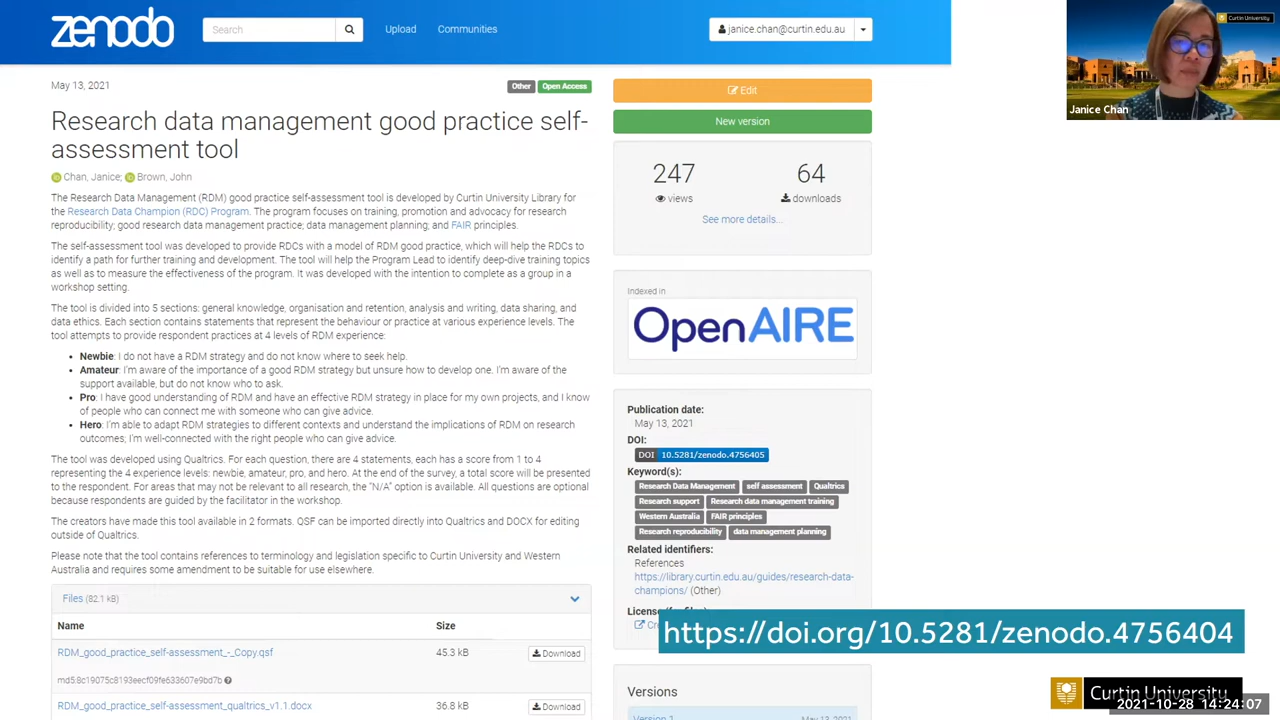 zenodo
Search
Upload
Communities
janice.chan@curtin.edu.au
Curtin University
Janice Chan
May 13, 2021
Other
Open Access
Research data management good practice self-
assessment tool
Chan, Janice; Brown, John
The Research Data Management (RDM) good practice self-assessment tool is developed by Curtin University Library for
the Research Data Champion (RDC) Program. The program focuses on training, promotion and advocacy for research
reproducibility; good research data management practice; data management planning; and FAIR principles.
The self-assessment tool was developed to provide RDCs with a model of RDM good practice, which will help the RDCs to
identify a path for further training and development. The tool will help the Program Lead to identify deep-dive training topics
as well as to measure the effectiveness of the program. It was developed with the intention to complete as a group in a
workshop setting.
The tool is divided into 5 sections: general knowledge, organisation and retention, analysis and writing, data sharing, and
data ethics. Each section contains statements that represent the behaviour or practice at various experience levels. The
tool attempts to provide respondent practices at 4 levels of RDM experience:
• Newbie: I do not have a RDM strategy and do not know where to seek help.
• Amateur: I'm aware of the importance of a good RDM strategy but unsure how to develop one. I'm aware of the
support available, but do not know who to ask.
• Pro: I have good understanding of RDM and have an effective RDM strategy in place for my own projects, and I know
of people who can connect me with someone who can give advice.
• Hero: I'm able to adapt RDM strategies to different contexts and understand the implications of RDM on research
outcomes; I'm well-connected with the right people who can give advice.
The tool was developed using Qualtrics. For each question, there are 4 statements, each has a score from 1 to 4
representing the 4 experience levels: newbie, amateur, pro, and hero. At the end of the survey, a total score will be presented
to the respondent. For areas that may not be relevant to all research, the "N/A" option is available. All questions are optional
because respondents are guided by the facilitator in the workshop.
The creators have made this tool available in 2 formats. QSF can be imported directly into Qualtrics and DOCX for editing
outside of Qualtrics.
Please note that the tool contains references to terminology and legislation specific to Curtin University and Western
Australia and requires some amendment to be suitable for use elsewhere.
Files (82.1 kB)
Name
Size
RDM_good_practice_self-assessment_-_Copy.qsf
45.3 kB
Download
md5:8c19075c8193eecf09fe633607e9bd7b
RDM_good_practice_self-assessment_qualtrics_v1.1.docx
36.8 kB
Download
Edit
New version
247
views
64
downloads
See more details...
Indexed in
OpenAIRE
Publication date:
May 13, 2021
DOI:
DOI 10.5281/zenodo.4756405
Keyword(s):
Research Data Management
self assessment
Qualtrics
Research support
Research data management training
Western Australia
FAIR principles
Research reproducibility
data management planning
Related identifiers:
References
https://library.curtin.edu.au/guides/research-data-
champions/ (Other)
https://doi.org/10.5281/zenodo.4756404
Versions
Version 1
May 13, 2021
Curtin University
2021-10-28 14:24:07